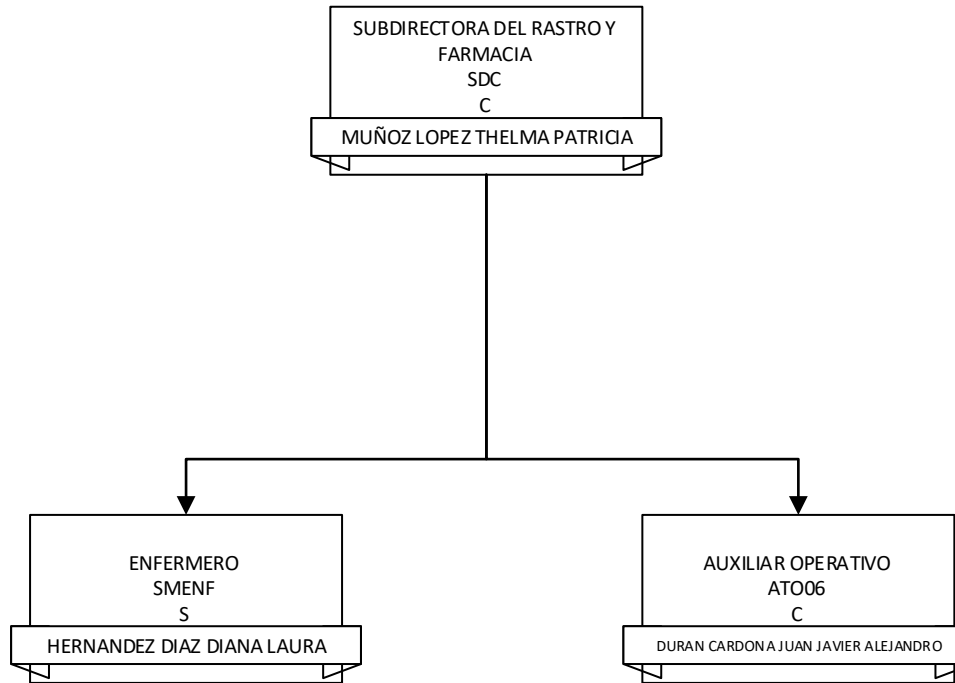 SUBDIRECTORA DEL RASTRO Y
FARMACIA
SDC
C
MUÑOZ LOPEZ THELMA PATRICIA
ENFERMERO
SMENF
S
HERNANDEZ DIAZ DIANA LAURA
AUXILIAR OPERATIVO
ATO06
C
DURAN CARDONA JUAN JAVIER ALEJANDRO